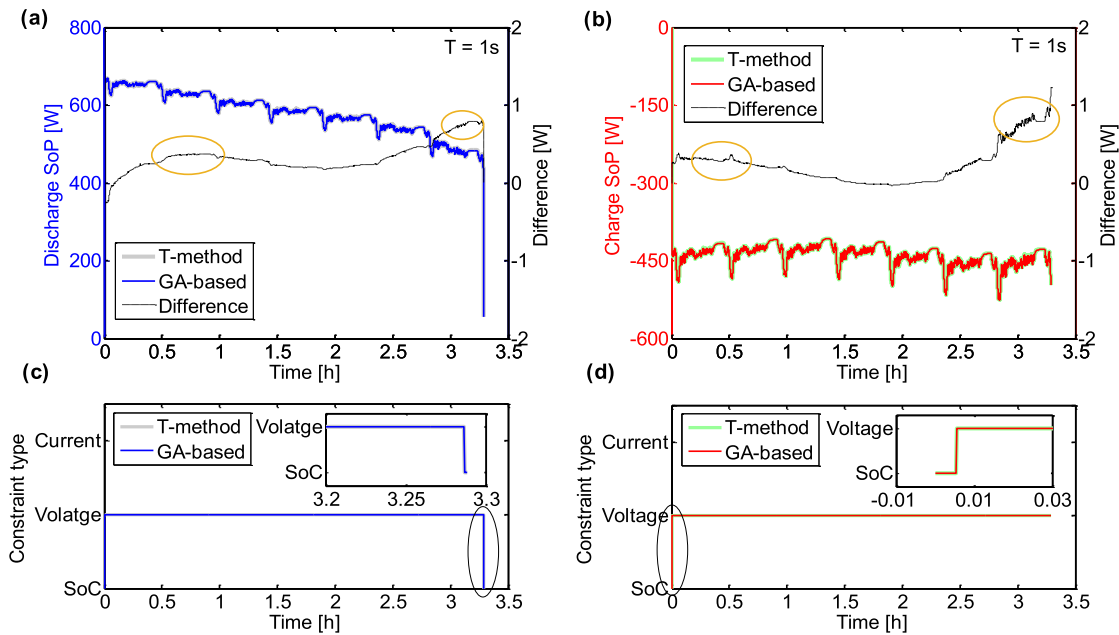 (a)
800
600
400
200
0
Discharge SoP [W]
T = 1s
T-method
GA-based
Difference
2
1
0
-1
-2
Difference [W]
0 0.5 1 1.5 2 2.5 3 3.5
Time [h]
(b)
0
-150
-300
-450
-600
Charge SoP [W]
T = 1s
T-method
GA-based
Difference
2
1
0
-1
-2
Difference [W]
0 0.5 1 1.5 2 2.5 3 3.5
Time [h]
(c)
Constraint type
Current
Volatge
SoC
T-method
GA-based
Volatge
SoC
3.2 3.25 3.3
0 0.5 1 1.5 2 2.5 3 3.5
Time [h]
(d)
Constraint type
Current
Voltage
SoC
T-method
GA-based
Voltage
SoC
-0.01 0.01 0.03
0 0.5 1 1.5 2 2.5 3 3.5
Time [h]